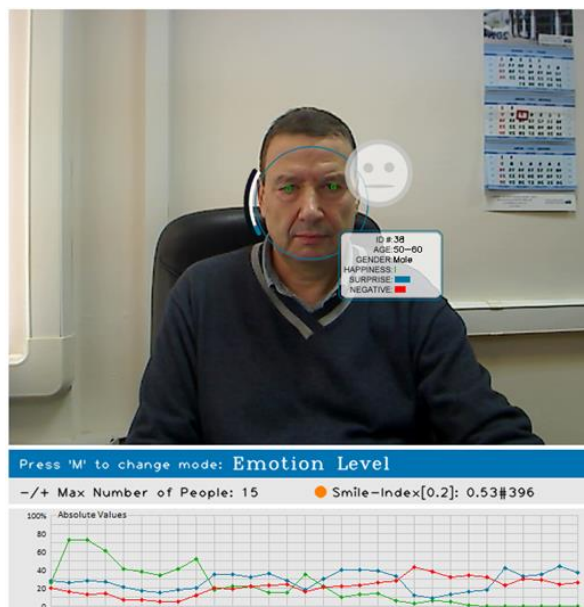 ID #:38
AGE:50-60
GENDER:Male
HAPPINESS:
SURPRISE:
NEGATIVE:
Press 'M' to change mode: Emotion Level
-/+ Max Number of People: 15
Smile-Index[0.2]: 0.53#396
100% Absolute Values
80
60
40
20
0